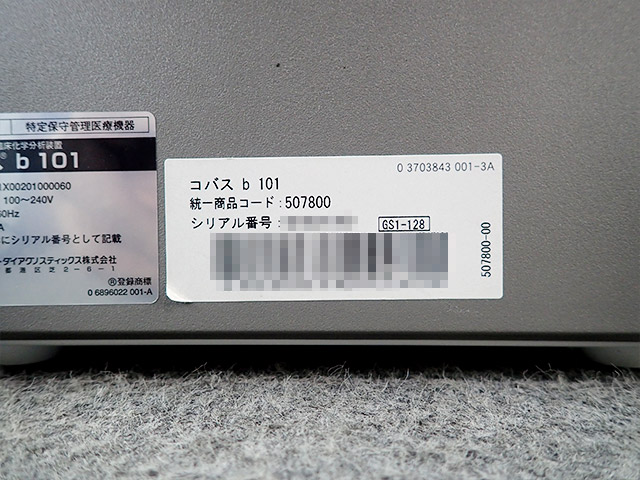 特定保守管理医療機器
床化学分析装置
b 101
1X00201000060
100〜240V
60Hz
A
にシリアル番号として記載
ダイアグノスティックス株式会社
都港区芝2-6-1
®登録商標
0 6896022 001-A
0 3703843 001-3A
コバス b 101
統一商品コード：507800
シリアル番号：
GS1-128
507800-00